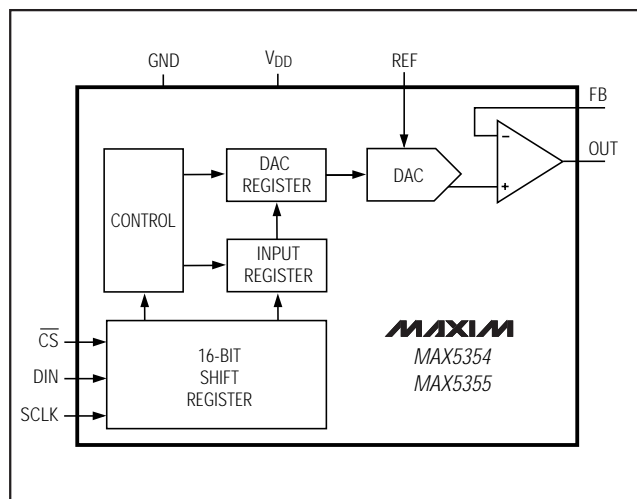 GND
VDD
REF
FB
OUT
DAC
REGISTER
DAC
CONTROL
INPUT
REGISTER
CS
DIN
SCLK
16-BIT
SHIFT
REGISTER
MAXIM
MAX5354
MAX5355
−
+